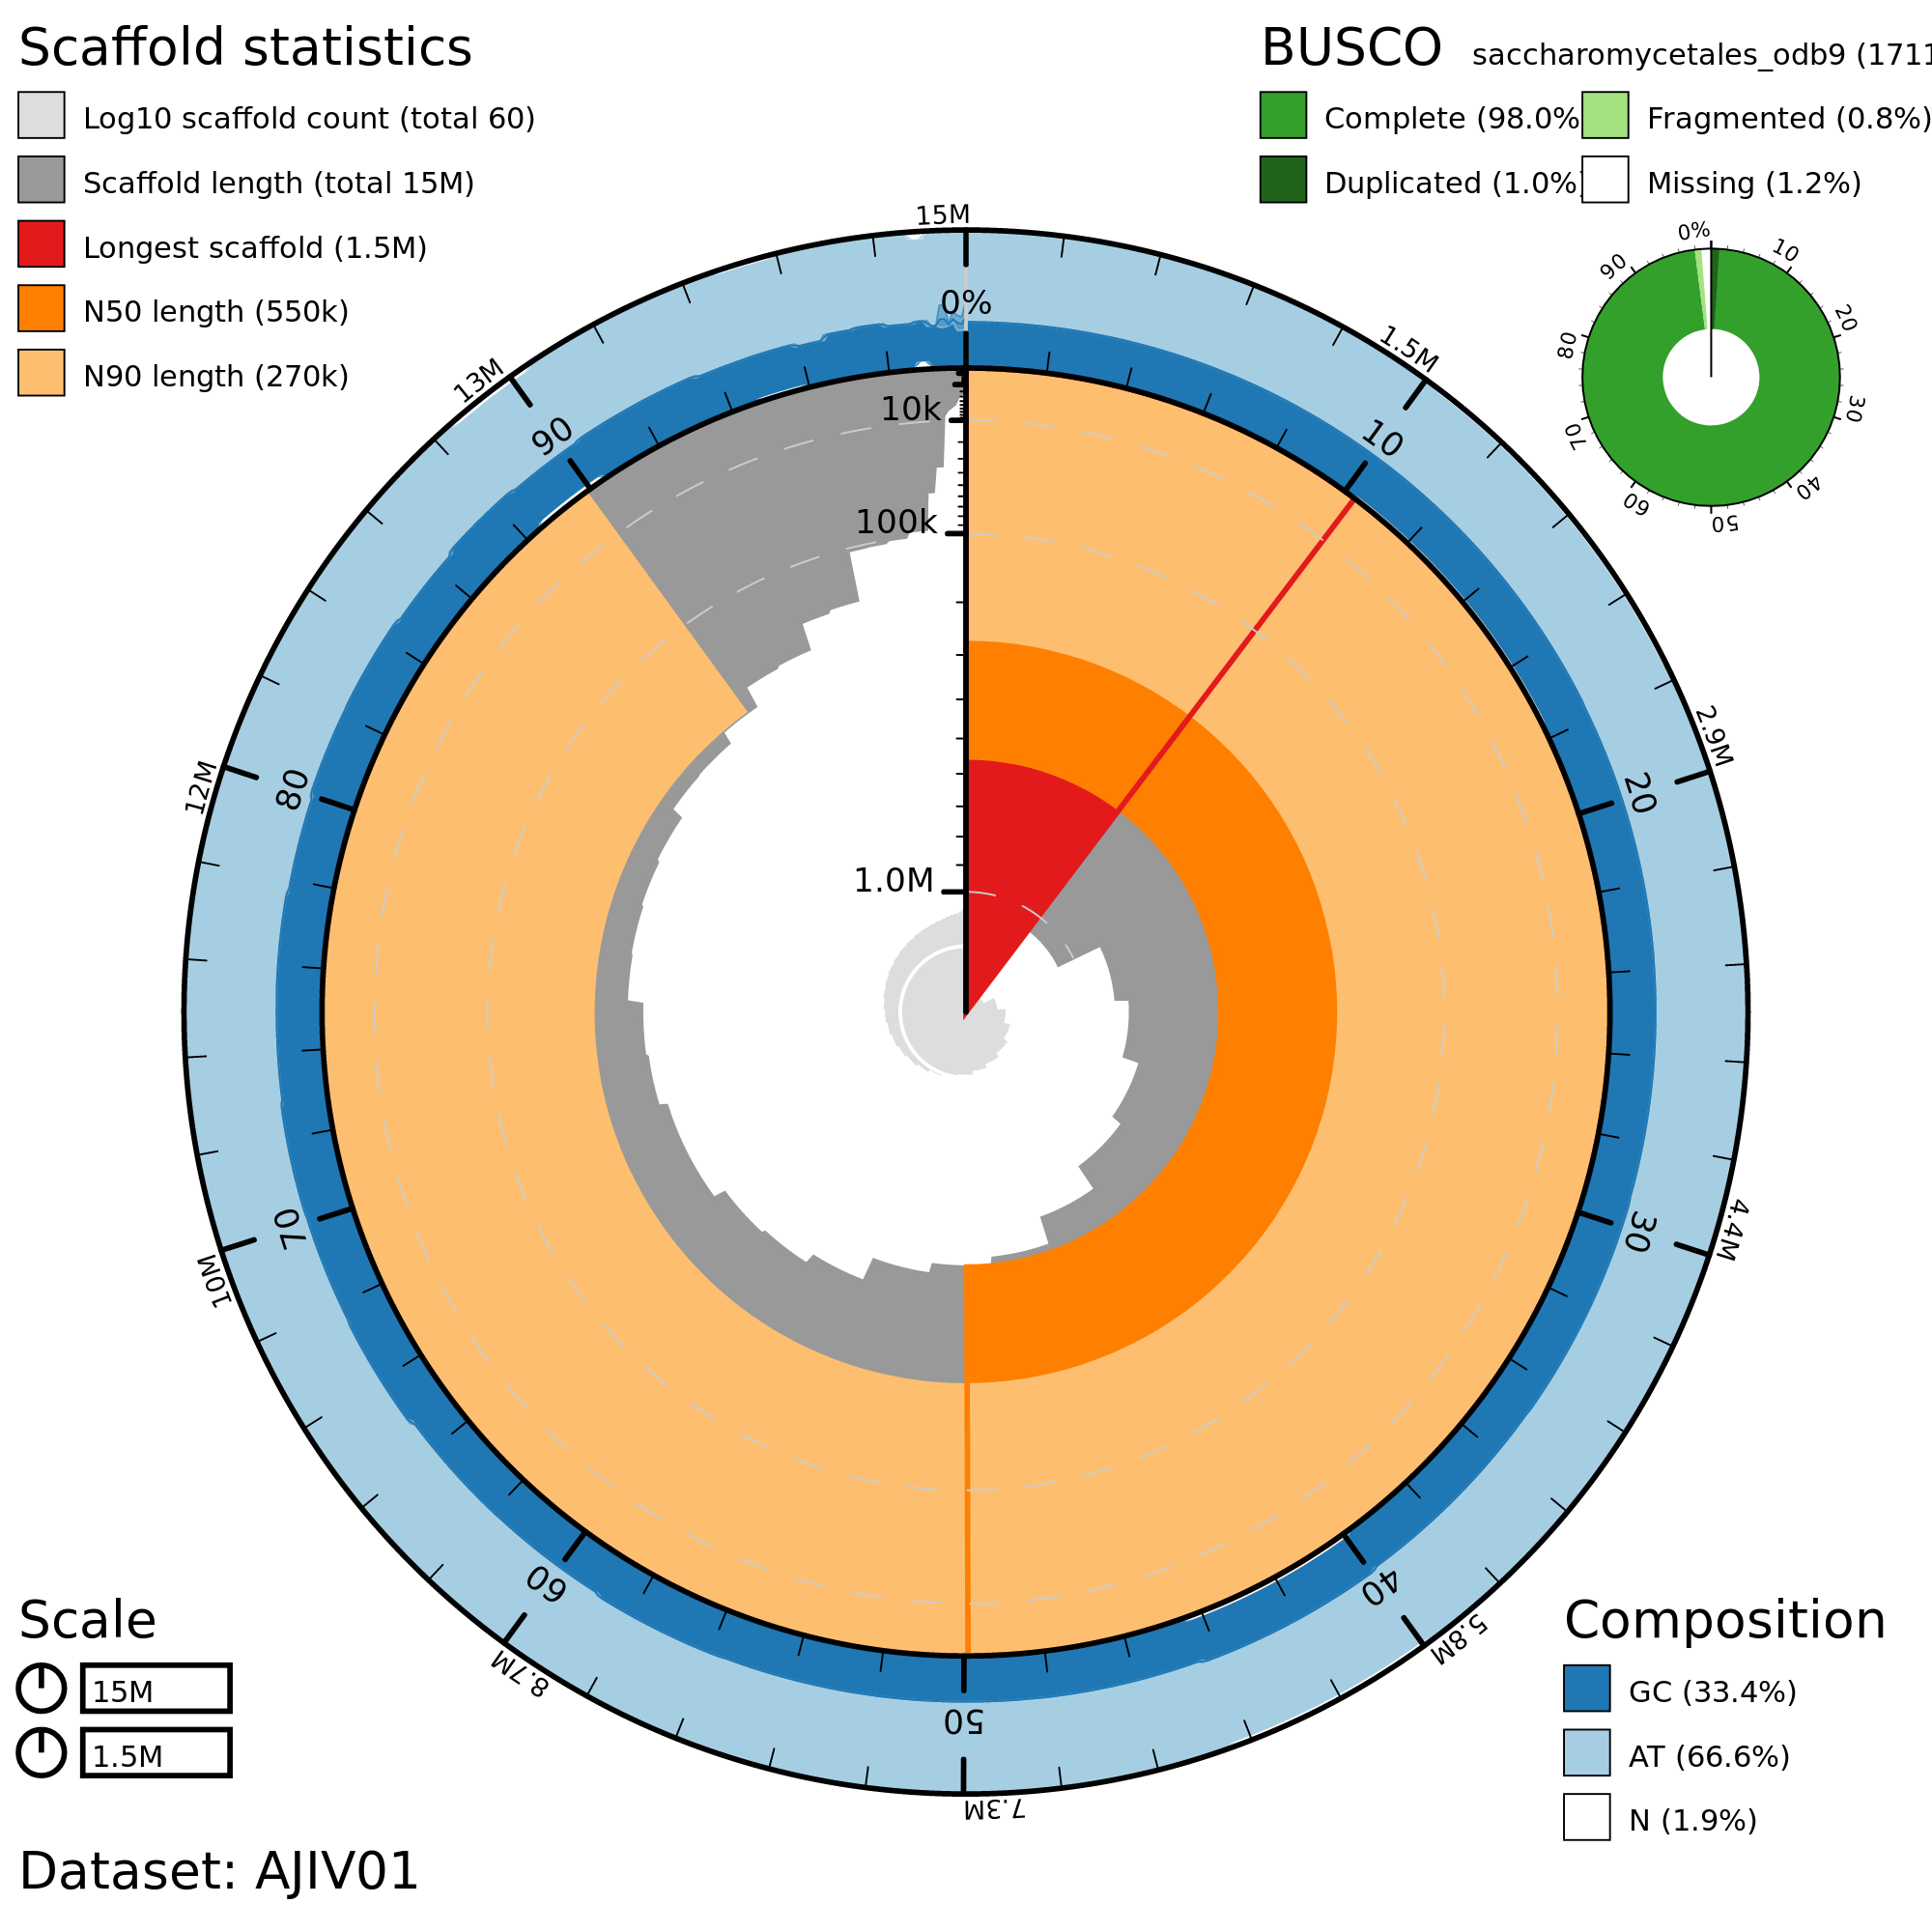 Scaffold statistics
Log10 scaffold count (total 60)
Scaffold length (total 15M)
Longest scaffold (1.5M)
N50 length (550k)
N90 length (270k)
BUSCO saccharomycetales_odb9 (1711
Complete (98.0%
Fragmented (0.8%)
Duplicated (1.0%)
Missing (1.2%)
0%
10
20
30
40
50
60
70
80
90
15M
1.5M
2.9M
4.4M
5.8M
7.3M
8.7M
10M
12M
13M
0%
10
20
30
40
50
60
70
80
90
10k
100k
1.0M
Scale
15M
1.5M
Composition
GC (33.4%)
AT (66.6%)
N (1.9%)
Dataset: AJIV01